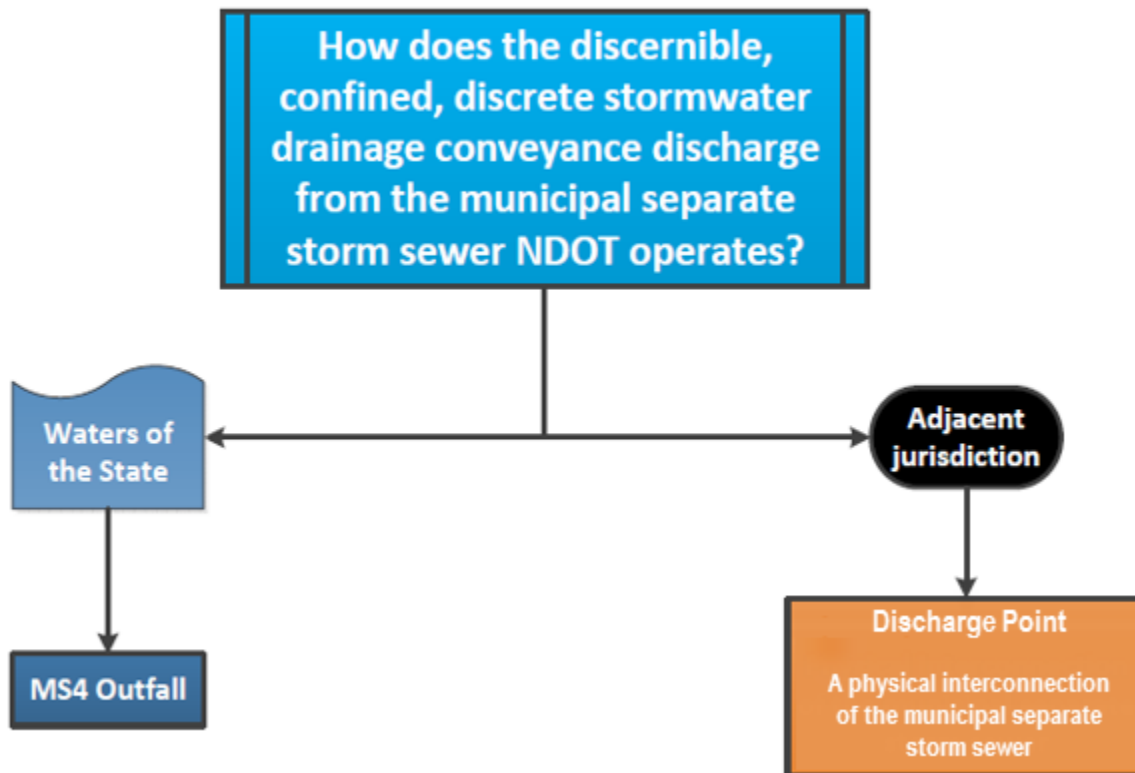 How does the discernible,
confined, discrete stormwater
drainage conveyance discharge
from the municipal separate
storm sewer NDOT operates?
Waters of
the State
Adjacent
jurisdiction
MS4 Outfall
Discharge Point
A physical interconnection
of the municipal separate
storm sewer